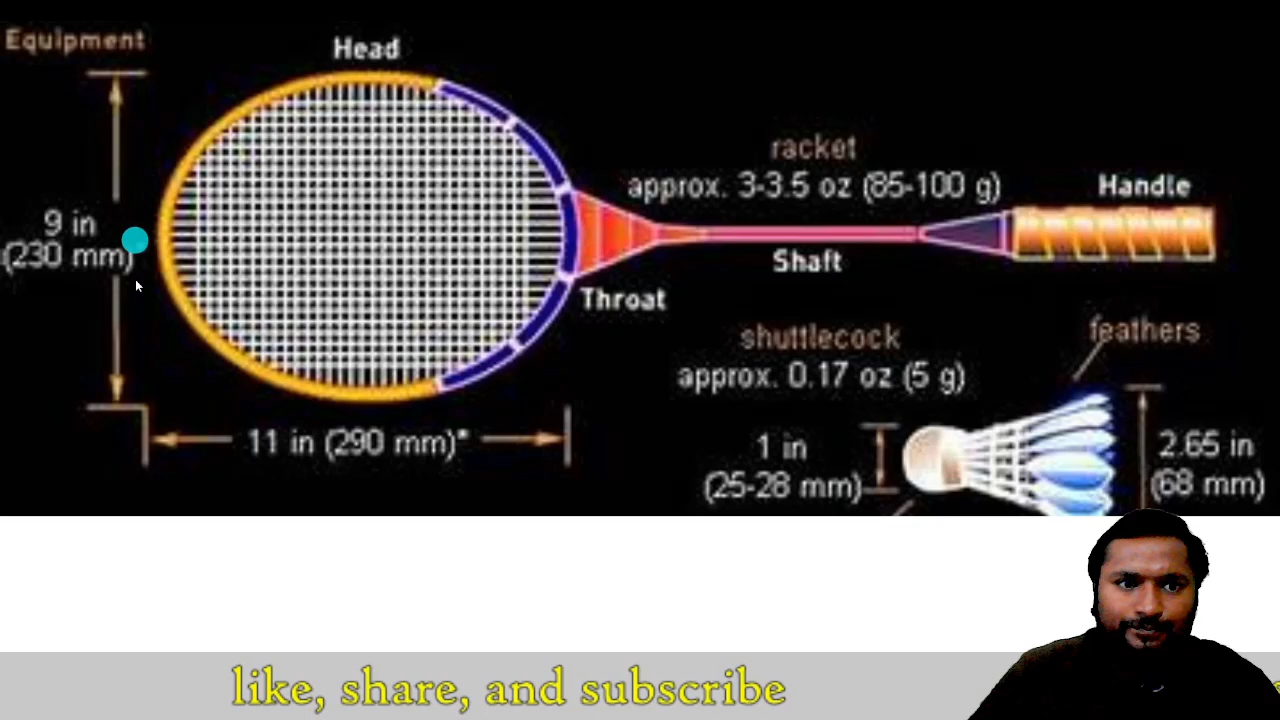 Equipment
Head
racket
approx. 3-3.5 oz (85-100 g)
Handle
9 in
(230 mm)
Shaft
Throat
shuttlecock
approx. 0.17 oz (5 g)
feathers
11 in (290 mm)*
1 in
(25-28 mm)
2.65 in
(68 mm)
like, share, and subscribe